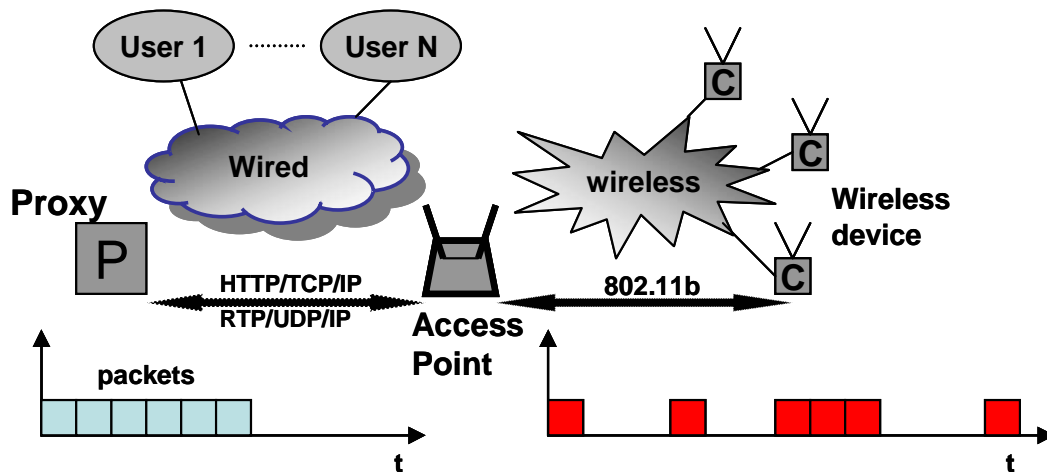 User 1
User N
Wired
wireless
C
C
C
Wireless
device
Proxy
P
HTTP/TCP/IP
RTP/UDP/IP
802.11b
Access
Point
packets
t
t